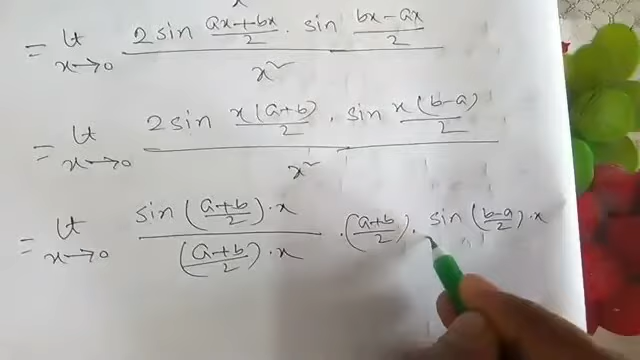 = lt x→0 2 sin (ax+bx)/2 . sin (bx-ax)/2 / x²
= lt x→0 2 sin x(a+b)/2 . sin x(b-a)/2 / x²
= lt x→0 sin ((a+b)/2).x / ((a+b)/2).x . ((a+b)/2) . sin ((b-a)/2).x